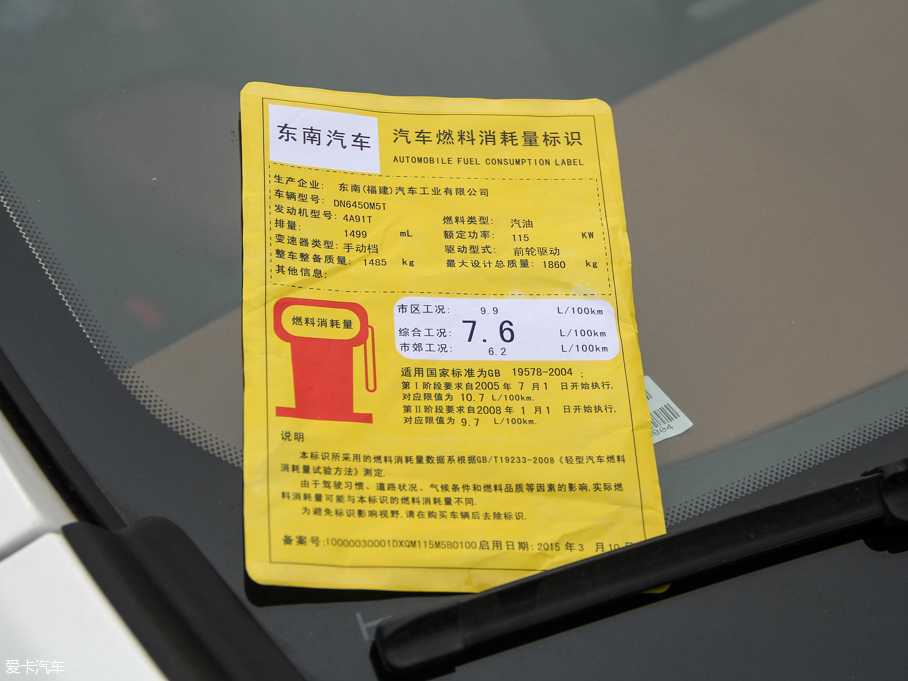 东南汽车
汽车燃料消耗量标识
AUTOMOBILE FUEL CONSUMPTION LABEL
生产企业: 东南(福建)汽车工业有限公司
车辆型号: DN6450M5T
发动机型号: 4A91T 燃料类型: 汽油
排量: 1499 mL 额定功率: 115 KW
变速器类型: 手动档 驱动型式: 前轮驱动
整车整备质量: 1485 kg 最大设计总质量: 1860 kg
其他信息:
燃料消耗量
市区工况: 9.9 L/100km
综合工况: 7.6 L/100km
市郊工况: 6.2 L/100km
适用国家标准为GB 19578-2004 ;
第Ⅰ阶段要求自2005年 7月1 日开始执行,
对应限值为 10.7 L/100km.
第Ⅱ阶段要求自2008年 1月1 日开始执行,
对应限值为 9.7 L/100km.
说明
本标识所采用的燃料消耗量数据系根据GB/T19233-2008《轻型汽车燃料
消耗量试验方法》测定.
由于驾驶习惯、道路状况、气候条件和燃料品质等因素的影响,实际燃
料消耗量可能与本标识的燃料消耗量不同.
为避免标识影响视野,请在购买车辆后去除标识.
备案号:I0000030001DXQM115M5B0100 启用日期: 2015 年3 月10
爱卡汽车